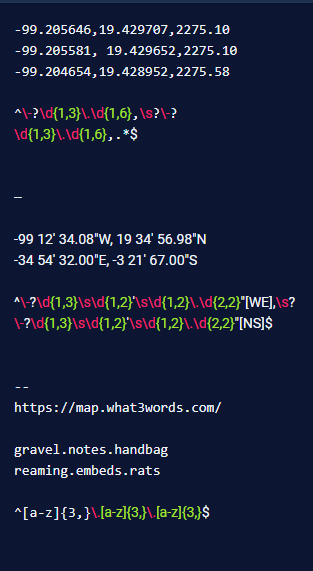 -99.205646,19.429707,2275.10
-99.205581, 19.429652,2275.10
-99.204654,19.428952,2275.58
^\-?\d{1,3}\.\d{1,6},\s?\-?
\d{1,3}\.\d{1,6},.*$
--
-99 12' 34.08"W, 19 34' 56.98"N
-34 54' 32.00"E, -3 21' 67.00"S
^\-?\d{1,3}\s\d{1,2}'\s\d{1,2}\.\d{2,2}"[WE],\s?
\-?\d{1,3}\s\d{1,2}'\s\d{1,2}\.\d{2,2}"[NS]$
--
https://map.what3words.com/
gravel.notes.handbag
reaming.embeds.rats
^[a-z]{3,}\.[a-z]{3,}\.[a-z]{3,}$